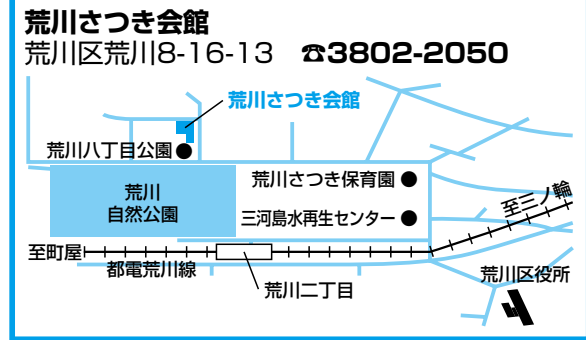 荒川さつき会館
荒川区荒川8-16-13 ☎3802-2050
荒川さつき会館
荒川八丁目公園
荒川さつき保育園
荒川
自然公園
三河島水再生センター
至三ノ輪
至町屋
都電荒川線
荒川二丁目
荒川区役所